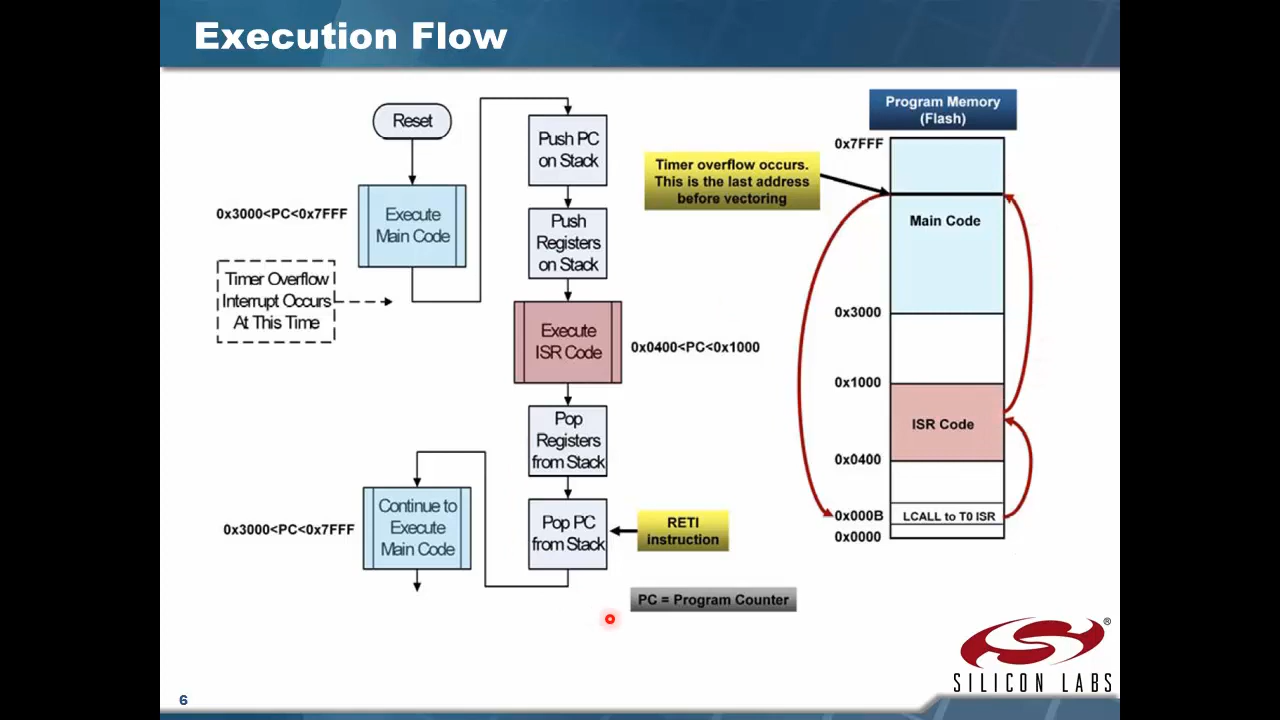 Execution Flow
Reset
0x3000<PC<0x7FFF
Execute
Main Code
Timer Overflow
Interrupt Occurs
At This Time
Push PC
on Stack
Push
Registers
on Stack
Execute
ISR Code
0x0400<PC<0x1000
Pop
Registers
from Stack
Pop PC
from Stack
RETI
instruction
Continue to
Execute
Main Code
0x3000<PC<0x7FFF
PC = Program Counter
Timer overflow occurs.
This is the last address
before vectoring
Program Memory
(Flash)
0x7FFF
Main Code
0x3000
0x1000
ISR Code
0x0400
0x000B
LCALL to T0 ISR
0x0000
®
SILICON LABS
6